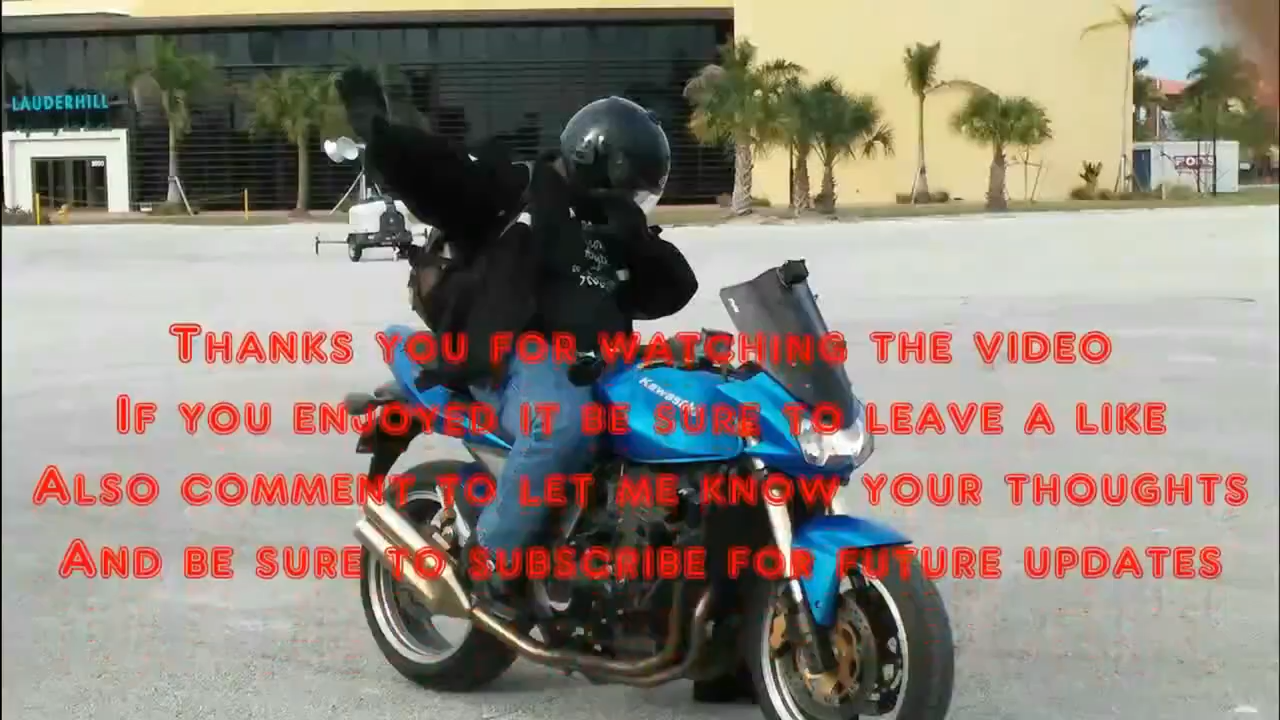 LAUDERHILL
PODS
Kawasaki
THANKS YOU FOR WATCHING THE VIDEO
IF YOU ENJOYED IT BE SURE TO LEAVE A LIKE
ALSO COMMENT TO LET ME KNOW YOUR THOUGHTS
AND BE SURE TO SUBSCRIBE FOR FUTURE UPDATES